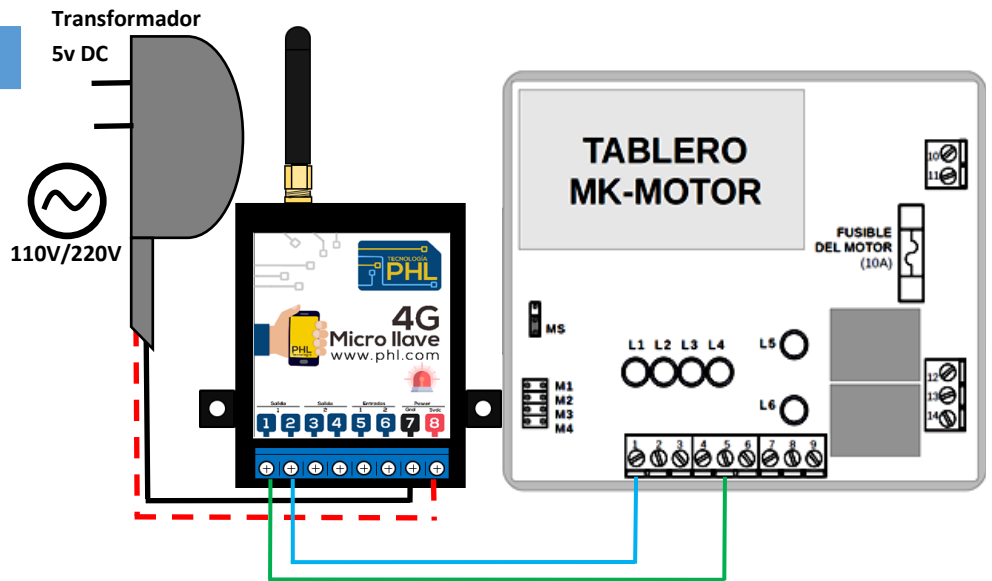 Transformador
5v DC
110V/220V
TECNOLOGÍA
PHL
4G
Micro llave
www.phl.com
PHL
Salida
1
Salida
2
Entradas
1 2
Power
Gnd 5vdc
1 2 3 4 5 6 7 8
TABLERO
MK-MOTOR
10
11
FUSIBLE
DEL MOTOR
(10A)
MS
L1 L2 L3 L4
L5
L6
M1
M2
M3
M4
12
13
14
1 2 3 4 5 6 7 8 9